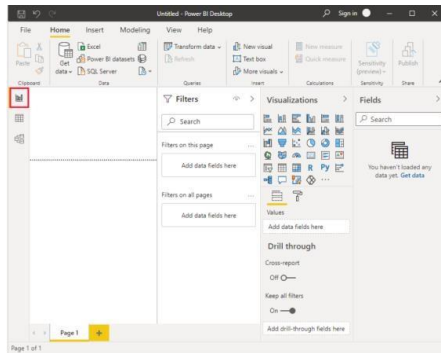 Untitled - Power BI Desktop
Sign in
File
Home
Insert
Modeling
View
Help
Paste
Get data
Excel
Power BI datasets
SQL Server
Transform data
Refresh
New visual
Text box
More visuals
New measure
Quick measure
Sensitivity (preview)
Publish
Clipboard
Data
Queries
Insert
Calculations
Sensitivity
Share
Filters
Search
Filters on this page
Add data fields here
Filters on all pages
Add data fields here
Visualizations
R
Py
Values
Add data fields here
Drill through
Cross-report
Off
Keep all filters
On
Add drill-through fields here
Fields
Search
You haven't loaded any
data yet. Get data
Page 1
Page 1 of 1